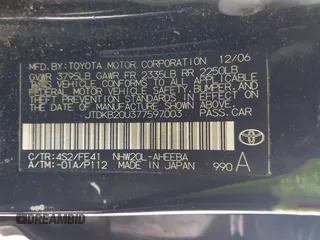 MFD.BY:TOYOTA MOTOR CORPORATION 12/06
GVWR 3795LB GAWR FR 2335LB RR 2250LB
THIS VEHICLE CONFORMS TO ALL APPLICABLE
FEDERAL MOTOR VEHICLE SAFETY, BUMPER, AND
THEFT PREVENTION STANDARDS IN EFFECT ON
THE DATE OF MANUFACTURE SHOWN ABOVE.
JTDKB20U377597003 PASS.CAR
C/TR:4S2/FE41 NHW20L-AHEEBA
A/TM:-01A/P112 MADE IN JAPAN 990 A
TOYOTA
DREAMBID